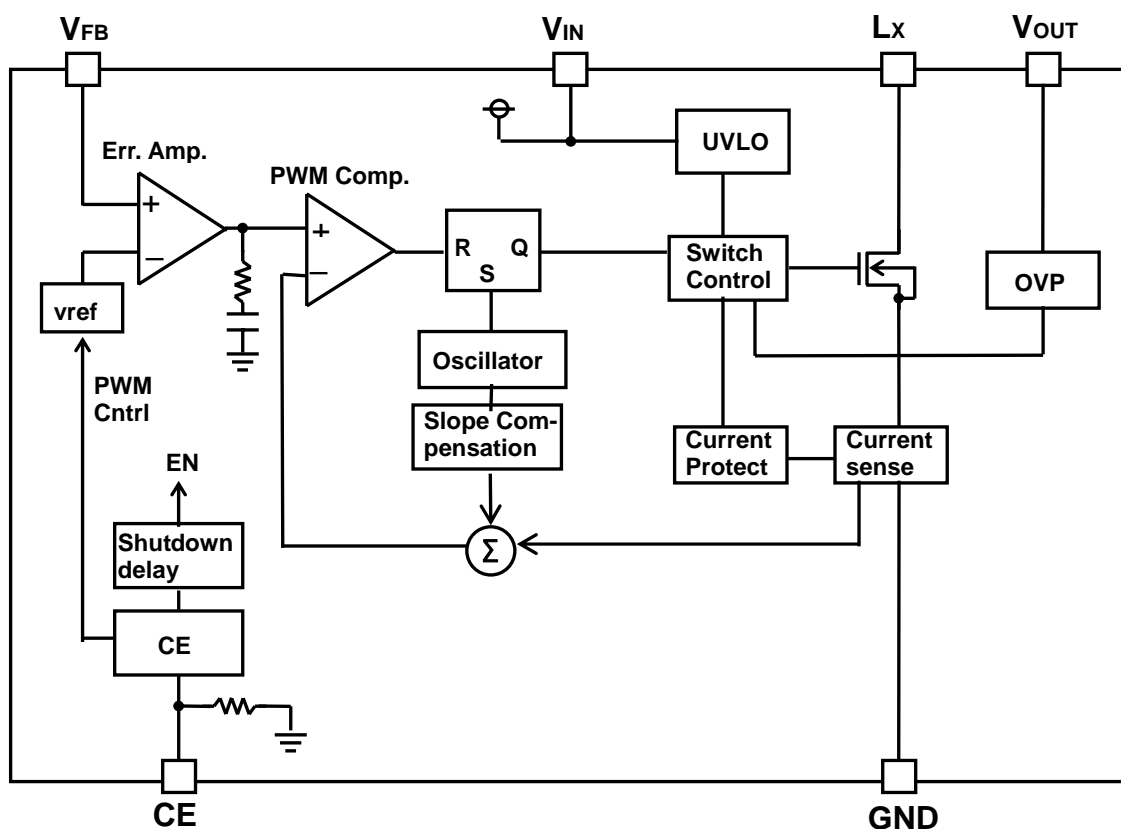 VFB
VIN
LX
VOUT
Err. Amp.
PWM Comp.
UVLO
+
−
+
−
R
Q
S
Switch
Control
OVP
vref
Oscillator
PWM
Cntrl
Slope Com-
pensation
Current
Protect
Current
sense
EN
Shutdown
delay
Σ
CE
CE
GND